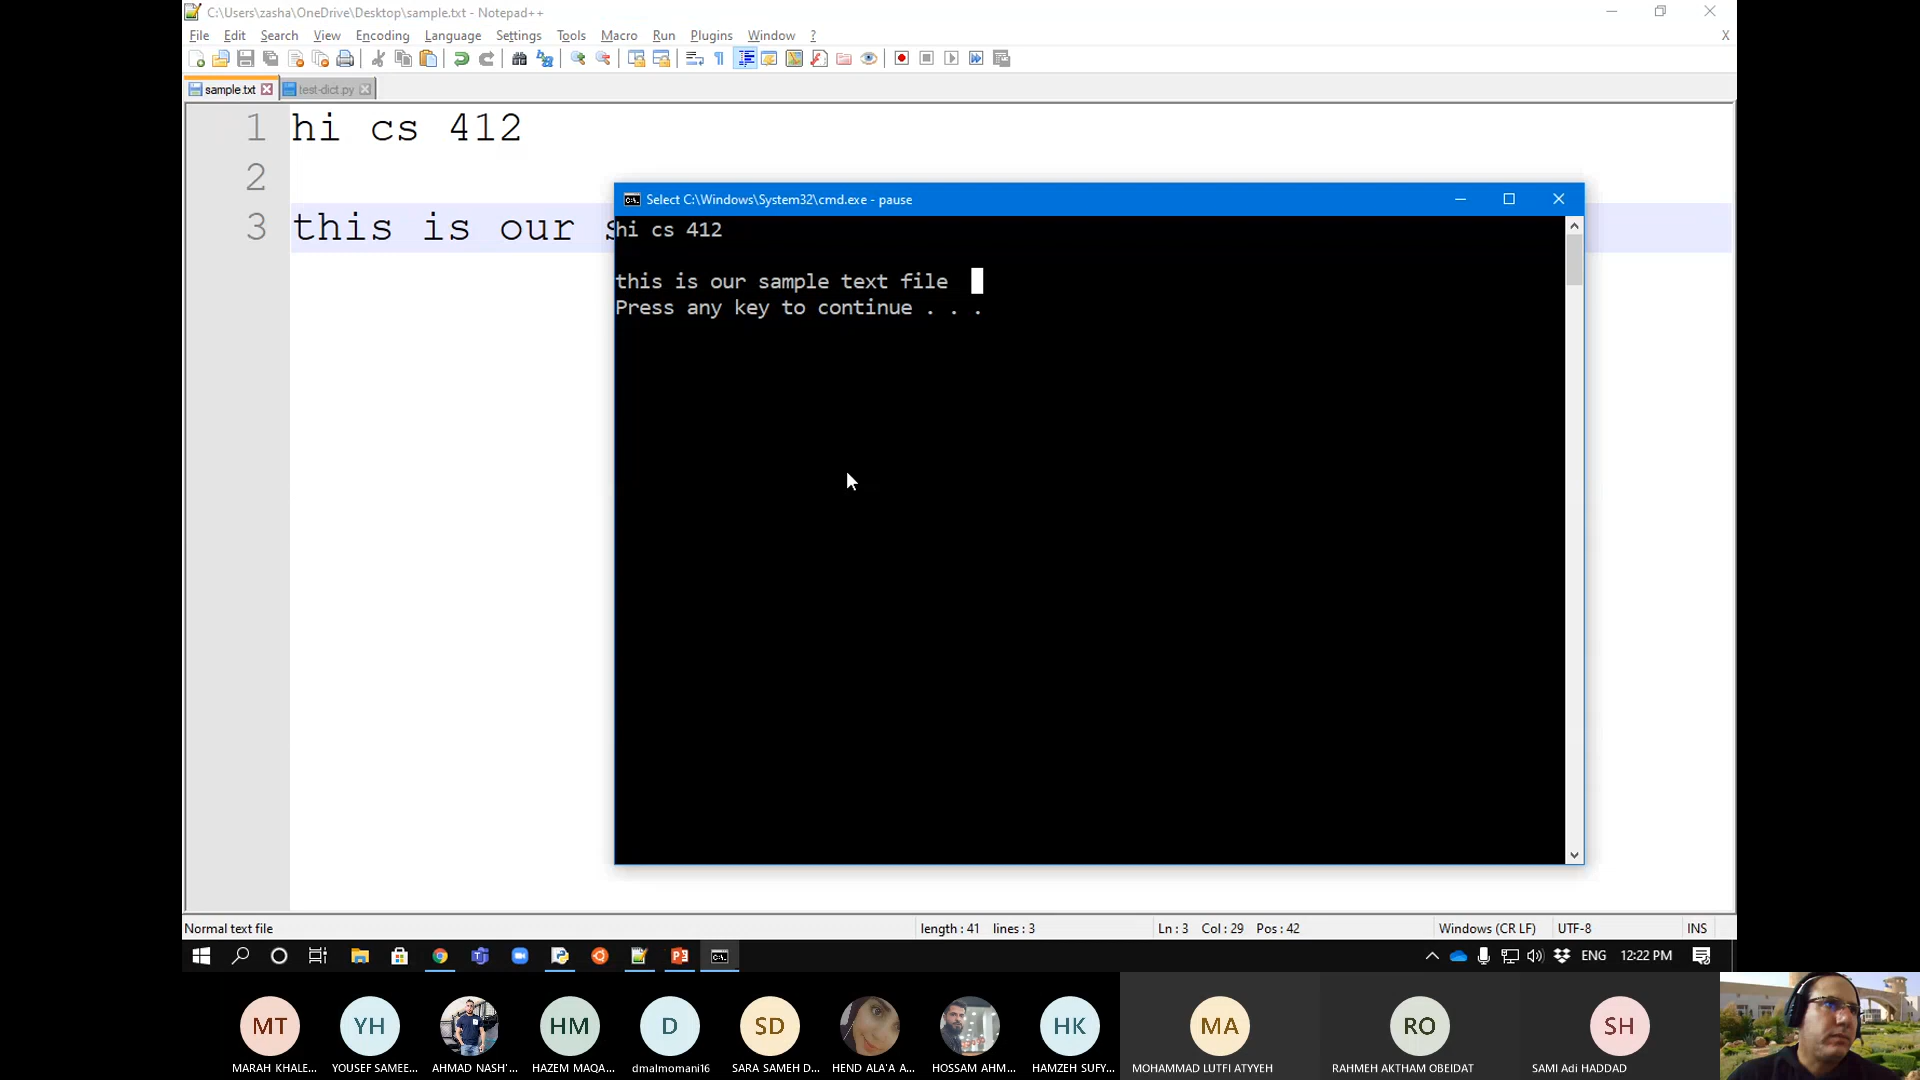 C:\Users\zasha\OneDrive\Desktop\sample.txt - Notepad++
File Edit Search View Encoding Language Settings Tools Macro Run Plugins Window ? X
sample.txt test-dict.py
1 hi cs 412
2
3 this is our s
Select C:\Windows\System32\cmd.exe - pause
hi cs 412
this is our sample text file
Press any key to continue . . .
Normal text file length : 41 lines : 3 Ln : 3 Col : 29 Pos : 42 Windows (CR LF) UTF-8 INS
ENG 12:22 PM
MT YH HM D SD HK MA RO SH
MARAH KHALE... YOUSEF SAMEE... AHMAD NASH'... HAZEM MAQA... dmalmomani16 SARA SAMEH D... HEND ALA'A A... HOSSAM AHM... HAMZEH SUFY... MOHAMMAD LUTFI ATYYEH RAHMEH AKTHAM OBEIDAT SAMI Adi HADDAD